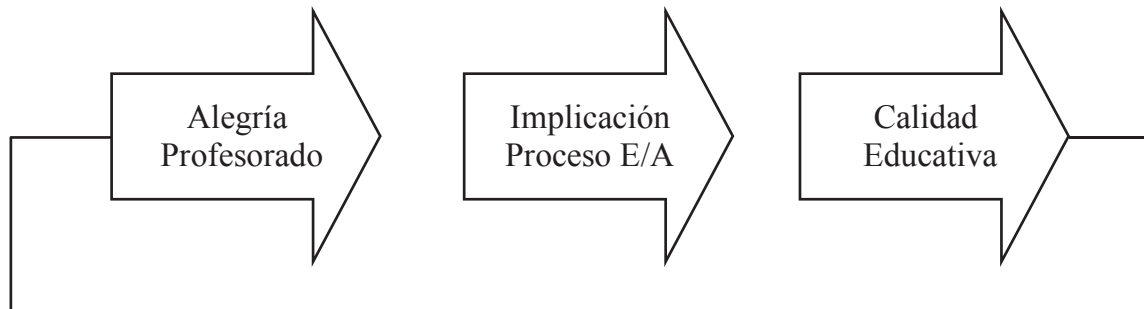 Alegría
Profesorado
Implicación
Proceso E/A
Calidad
Educativa